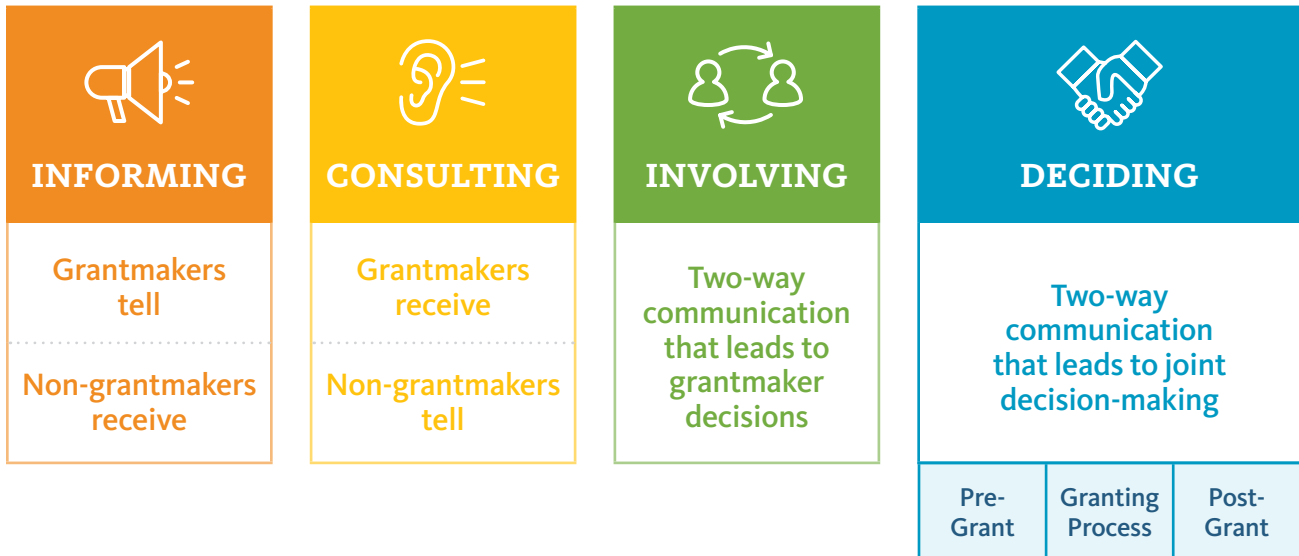 INFORMING
Grantmakers
tell
Non-grantmakers
receive
CONSULTING
Grantmakers
receive
Non-grantmakers
tell
INVOLVING
Two-way
communication
that leads to
grantmaker
decisions
DECIDING
Two-way
communication
that leads to joint
decision-making
Pre-
Grant
Granting
Process
Post-
Grant